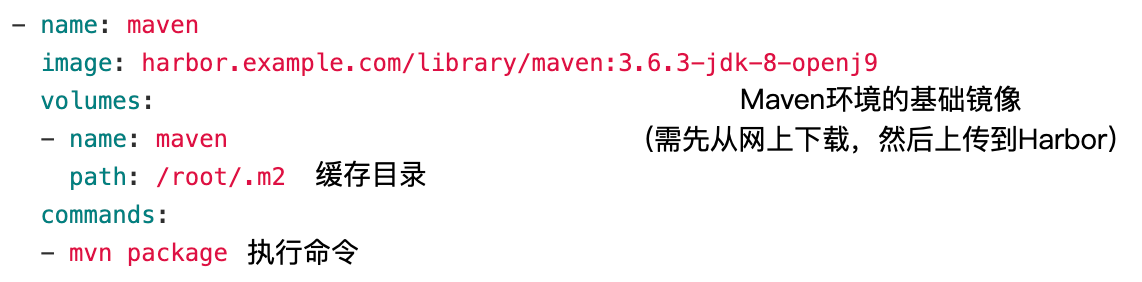 - name: maven
image: harbor.example.com/library/maven:3.6.3-jdk-8-openj9
volumes:
Maven环境的基础镜像
- name: maven
（需先从网上下载，然后上传到Harbor）
path: /root/.m2 缓存目录
commands:
- mvn package 执行命令